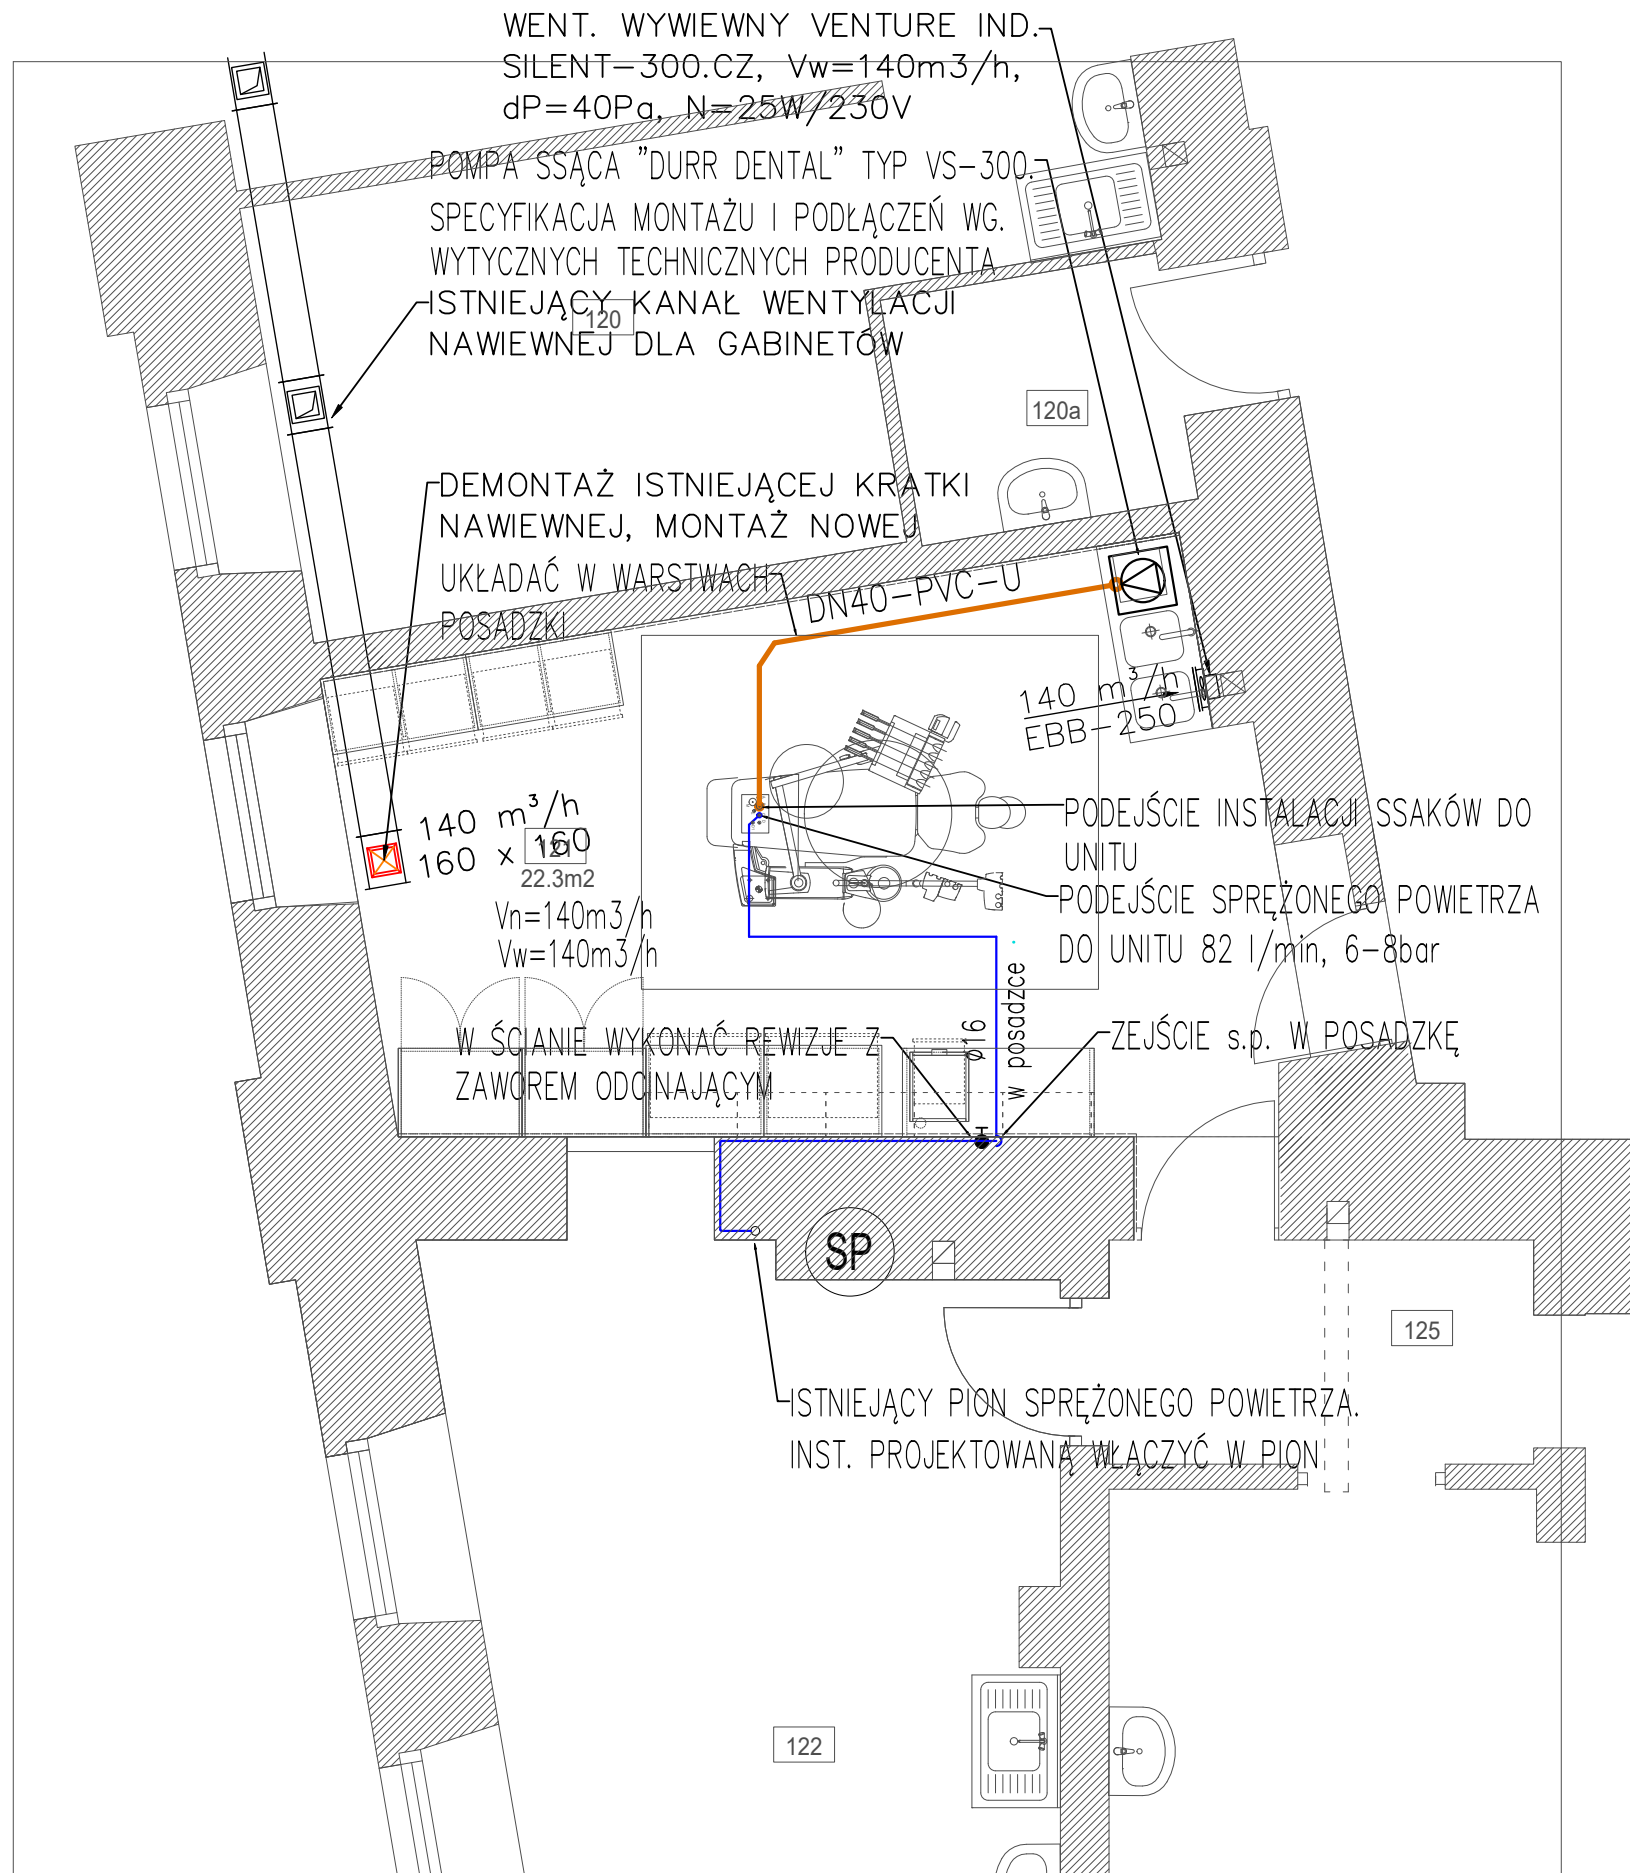 WENT. WYWIEWNY VENTURE IND.
SILENT-300.CZ, Vw=140m3/h,
dP=40Pa, N=25W/230V
POMPA SSĄCA "DURR DENTAL" TYP VS-300.
SPECYFIKACJA MONTAŻU I PODŁĄCZEŃ WG.
WYTYCZNYCH TECHNICZNYCH PRODUCENTA
ISTNIEJĄCY KANAŁ WENTYLACJI
NAWIEWNEJ DLA GABINETÓW
120
120a
DEMONTAŻ ISTNIEJĄCEJ KRATKI
NAWIEWNEJ, MONTAŻ NOWEJ
UKŁADAĆ W WARSTWACH
POSADZKI
DN40-PVC-U
140 m³/h
EBB-250
140 m³/h
160 x 160
121
22.3m2
Vn=140m3/h
Vw=140m3/h
PODEJŚCIE INSTALACJI SSAKÓW DO
UNITU
PODEJŚCIE SPRĘŻONEGO POWIETRZA
DO UNITU 82 l/min, 6-8bar
W ŚCIANIE WYKONAĆ REWIZJE Z
ZAWOREM ODCINAJĄCYM
ø16
w posadzce
ZEJŚCIE s.p. W POSADZKĘ
SP
125
ISTNIEJĄCY PION SPRĘŻONEGO POWIETRZA.
INST. PROJEKTOWANĄ WŁĄCZYĆ W PION
122